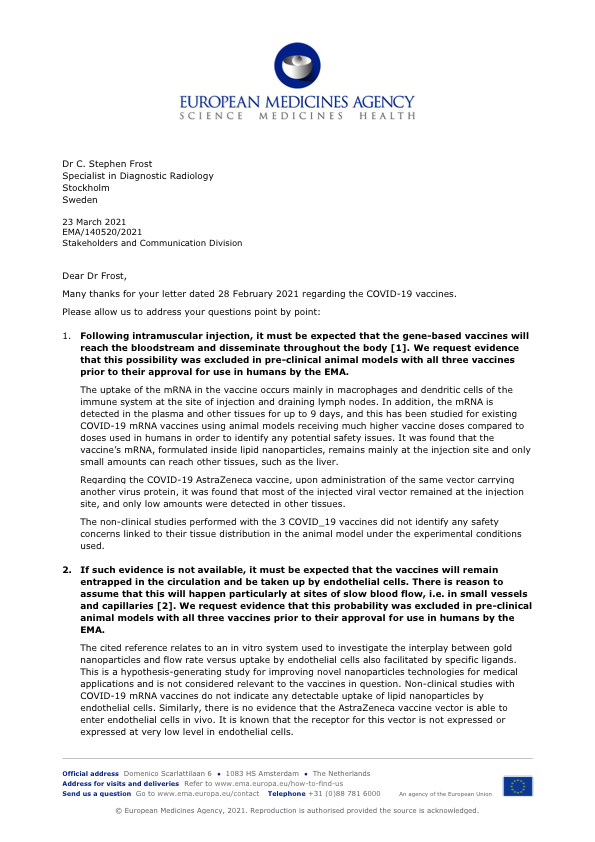 EUROPEAN MEDICINES AGENCY
SCIENCE MEDICINES HEALTH
Dr C. Stephen Frost
Specialist in Diagnostic Radiology
Stockholm
Sweden
23 March 2021
EMA/140520/2021
Stakeholders and Communication Division
Dear Dr Frost,
Many thanks for your letter dated 28 February 2021 regarding the COVID-19 vaccines.
Please allow us to address your questions point by point:
1. Following intramuscular injection, it must be expected that the gene-based vaccines will
reach the bloodstream and disseminate throughout the body [1]. We request evidence
that this possibility was excluded in pre-clinical animal models with all three vaccines
prior to their approval for use in humans by the EMA.
The uptake of the mRNA in the vaccine occurs mainly in macrophages and dendritic cells of the
immune system at the site of injection and draining lymph nodes. In addition, the mRNA is
detected in the plasma and other tissues for up to 9 days, and this has been studied for existing
COVID-19 mRNA vaccines using animal models receiving much higher vaccine doses compared to
doses used in humans in order to identify any potential safety issues. It was found that the
vaccine's mRNA, formulated inside lipid nanoparticles, remains mainly at the injection site and only
small amounts can reach other tissues, such as the liver.
Regarding the COVID-19 AstraZeneca vaccine, upon administration of the same vector carrying
another virus protein, it was found that most of the injected viral vector remained at the injection
site, and only low amounts were detected in other tissues.
The non-clinical studies performed with the 3 COVID_19 vaccines did not identify any safety
concerns linked to their tissue distribution in the animal model under the experimental conditions
used.
2. If such evidence is not available, it must be expected that the vaccines will remain
entrapped in the circulation and be taken up by endothelial cells. There is reason to
assume that this will happen particularly at sites of slow blood flow, i.e. in small vessels
and capillaries [2]. We request evidence that this probability was excluded in pre-clinical
animal models with all three vaccines prior to their approval for use in humans by the
EMA.
The cited reference relates to an in vitro system used to investigate the interplay between gold
nanoparticles and flow rate versus uptake by endothelial cells also facilitated by specific ligands.
This is a hypothesis-generating study for improving novel nanoparticles technologies for medical
applications and is not considered relevant to the vaccines in question. Non-clinical studies with
COVID-19 mRNA vaccines do not indicate any detectable uptake of lipid nanoparticles by
endothelial cells. Similarly, there is no evidence that the AstraZeneca vaccine vector is able to
enter endothelial cells in vivo. It is known that the receptor for this vector is not expressed or
expressed at very low level in endothelial cells.
Official address Domenico Scarlattilaan 6 • 1083 HS Amsterdam • The Netherlands
Address for visits and deliveries Refer to www.ema.europa.eu/how-to-find-us
Send us a question Go to www.ema.europa.eu/contact Telephone +31 (0)88 781 6000 An agency of the European Union
© European Medicines Agency, 2021. Reproduction is authorised provided the source is acknowledged.